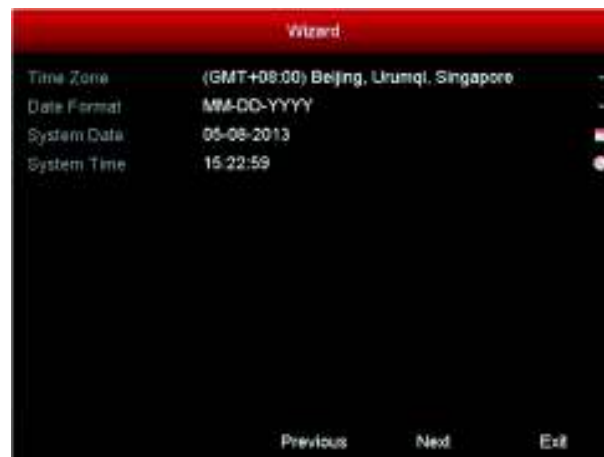 Wizard
Time Zone (GMT+08:00) Beijing, Urumqi, Singapore
Date Format MM-DD-YYYY
System Date 05-08-2013
System Time 15:22:59
Previous Next Exit